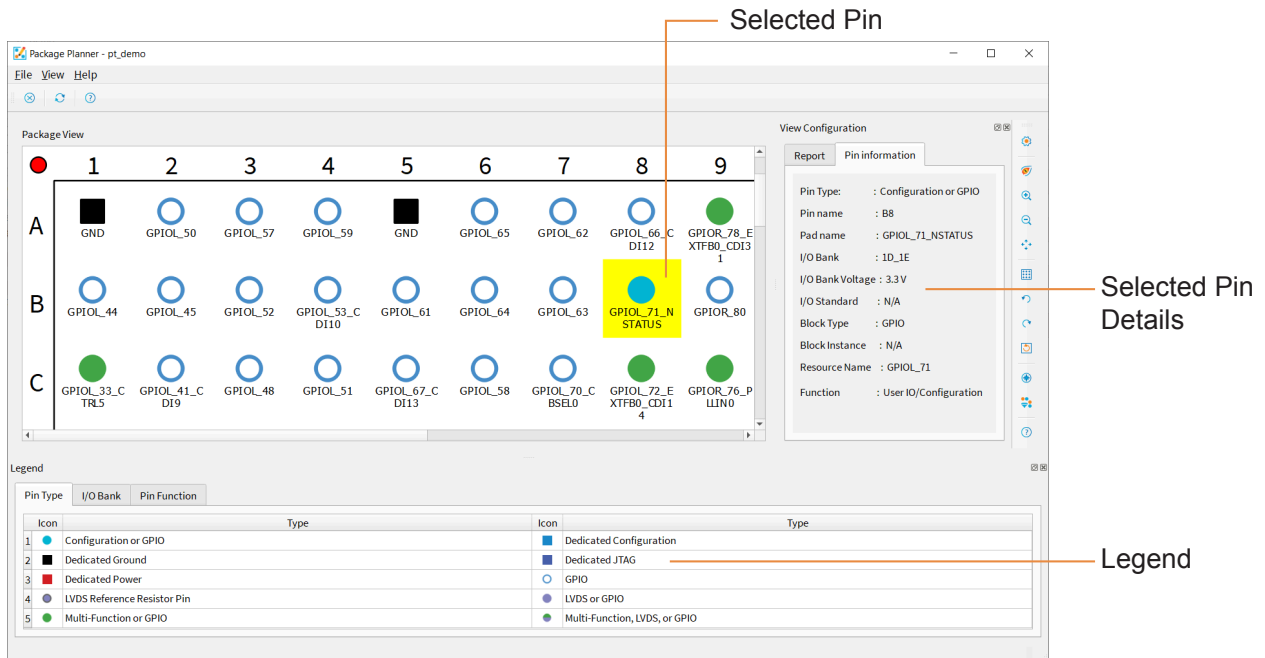 Selected Pin
Package Planner - pt_demo
File View Help
Package View
1 2 3 4 5 6 7 8 9
A
GND GPIOL_50 GPIOL_57 GPIOL_59 GND GPIOL_65 GPIOL_62 GPIOL_66_C GPIOR_78_E
DI12 XTFB0_CDI3
1
B
GPIOL_44 GPIOL_45 GPIOL_52 GPIOL_53_C GPIOL_61 GPIOL_64 GPIOL_63 GPIOL_71_N GPIOR_80
DI10 STATUS
C
GPIOL_33_C GPIOL_41_C GPIOL_48 GPIOL_51 GPIOL_67_C GPIOL_58 GPIOL_70_C GPIOL_72_E GPIOR_76_P
TRL5 DI9 DI13 BSEL0 XTFB0_CDI1 LLIN0
4
View Configuration
Report Pin information
Pin Type: : Configuration or GPIO
Pin name : B8
Pad name : GPIOL_71_NSTATUS
I/O Bank : 1D_1E
I/O Bank Voltage : 3.3 V
I/O Standard : N/A
Block Type : GPIO
Block Instance : N/A
Resource Name : GPIOL_71
Function : User IO/Configuration
Selected Pin
Details
Legend
Pin Type I/O Bank Pin Function
Icon Type Icon Type
1 Configuration or GPIO Dedicated Configuration
2 Dedicated Ground Dedicated JTAG
3 Dedicated Power GPIO
4 LVDS Reference Resistor Pin LVDS or GPIO
5 Multi-Function or GPIO Multi-Function, LVDS, or GPIO
Legend